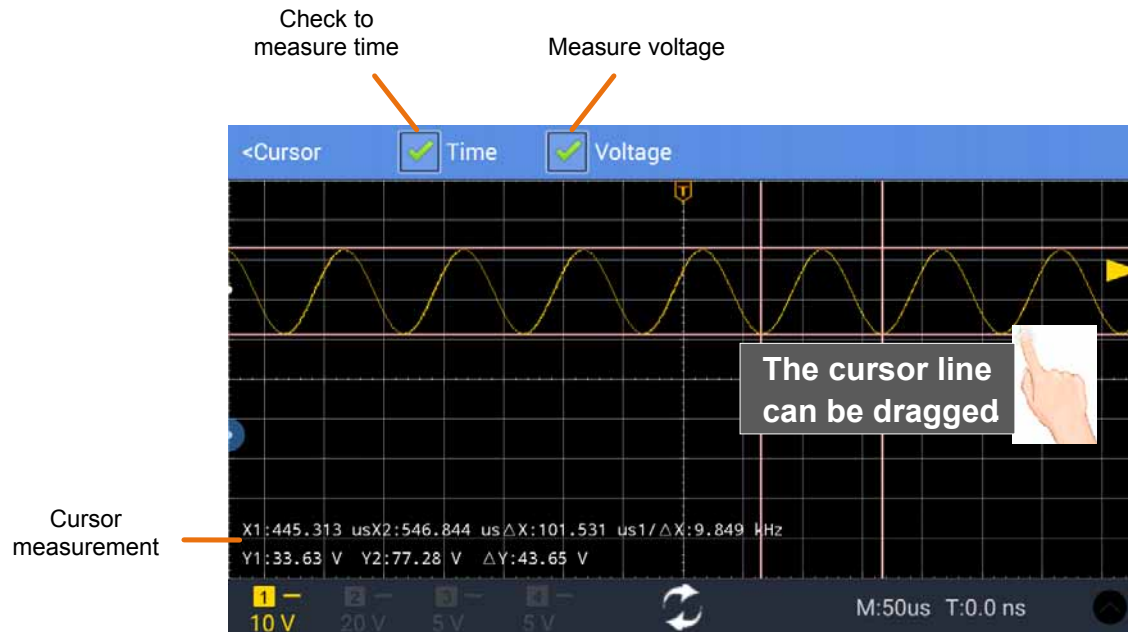 Check to
measure time
Measure voltage
<Cursor
Time
Voltage
T
The cursor line
can be dragged
Cursor
measurement
X1:445.313 usX2:546.844 us△X:101.531 us1/△X:9.849 kHz
Y1:33.63 V Y2:77.28 V △Y:43.65 V
1 2 3 4
10 V 20 V 5 V 5 V
M:50us T:0.0 ns